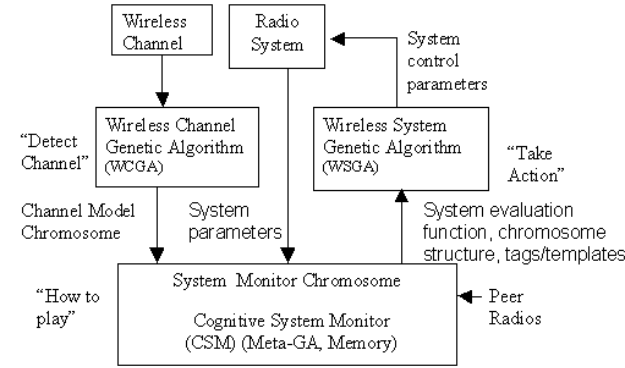 Wireless
Channel
Radio
System
System
control
parameters
"Detect
Channel"
Wireless Channel
Genetic Algorithm
(WCGA)
Wireless System
Genetic Algorithm
(WSGA)
"Take
Action"
Channel Model
Chromosome
System
parameters
System evaluation
function, chromosome
structure, tags/templates
"How to
play"
System Monitor Chromosome
Cognitive System Monitor
(CSM) (Meta-GA, Memory)
Peer
Radios